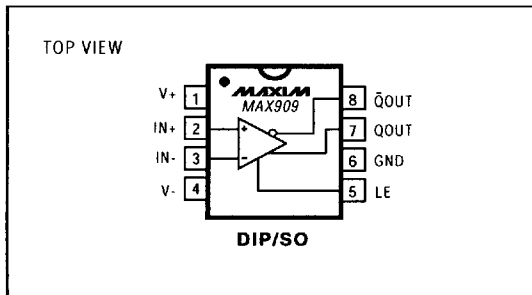 TOP VIEW
V+ 1
IN+ 2
IN- 3
V- 4
MAXIM
MAX909
+
-
8 Q̄OUT
7 QOUT
6 GND
5 LE
DIP/SO